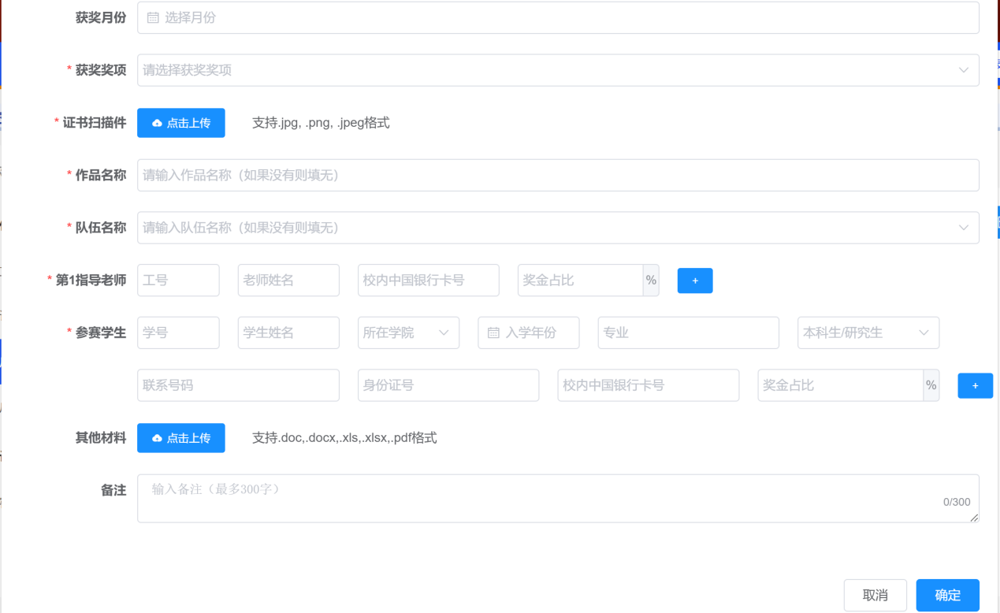 获奖月份 选择月份
* 获奖奖项 请选择获奖奖项
* 证书扫描件 点击上传 支持.jpg, .png, .jpeg格式
* 作品名称 请输入作品名称（如果没有则填无）
* 队伍名称 请输入队伍名称（如果没有则填无）
* 第1指导老师 工号 老师姓名 校内中国银行卡号 奖金占比 % +
* 参赛学生 学号 学生姓名 所在学院 入学年份 专业 本科生/研究生
联系号码 身份证号 校内中国银行卡号 奖金占比 % +
其他材料 点击上传 支持.doc,.docx,.xls,.xlsx,.pdf格式
备注 输入备注（最多300字）
0/300
取消 确定